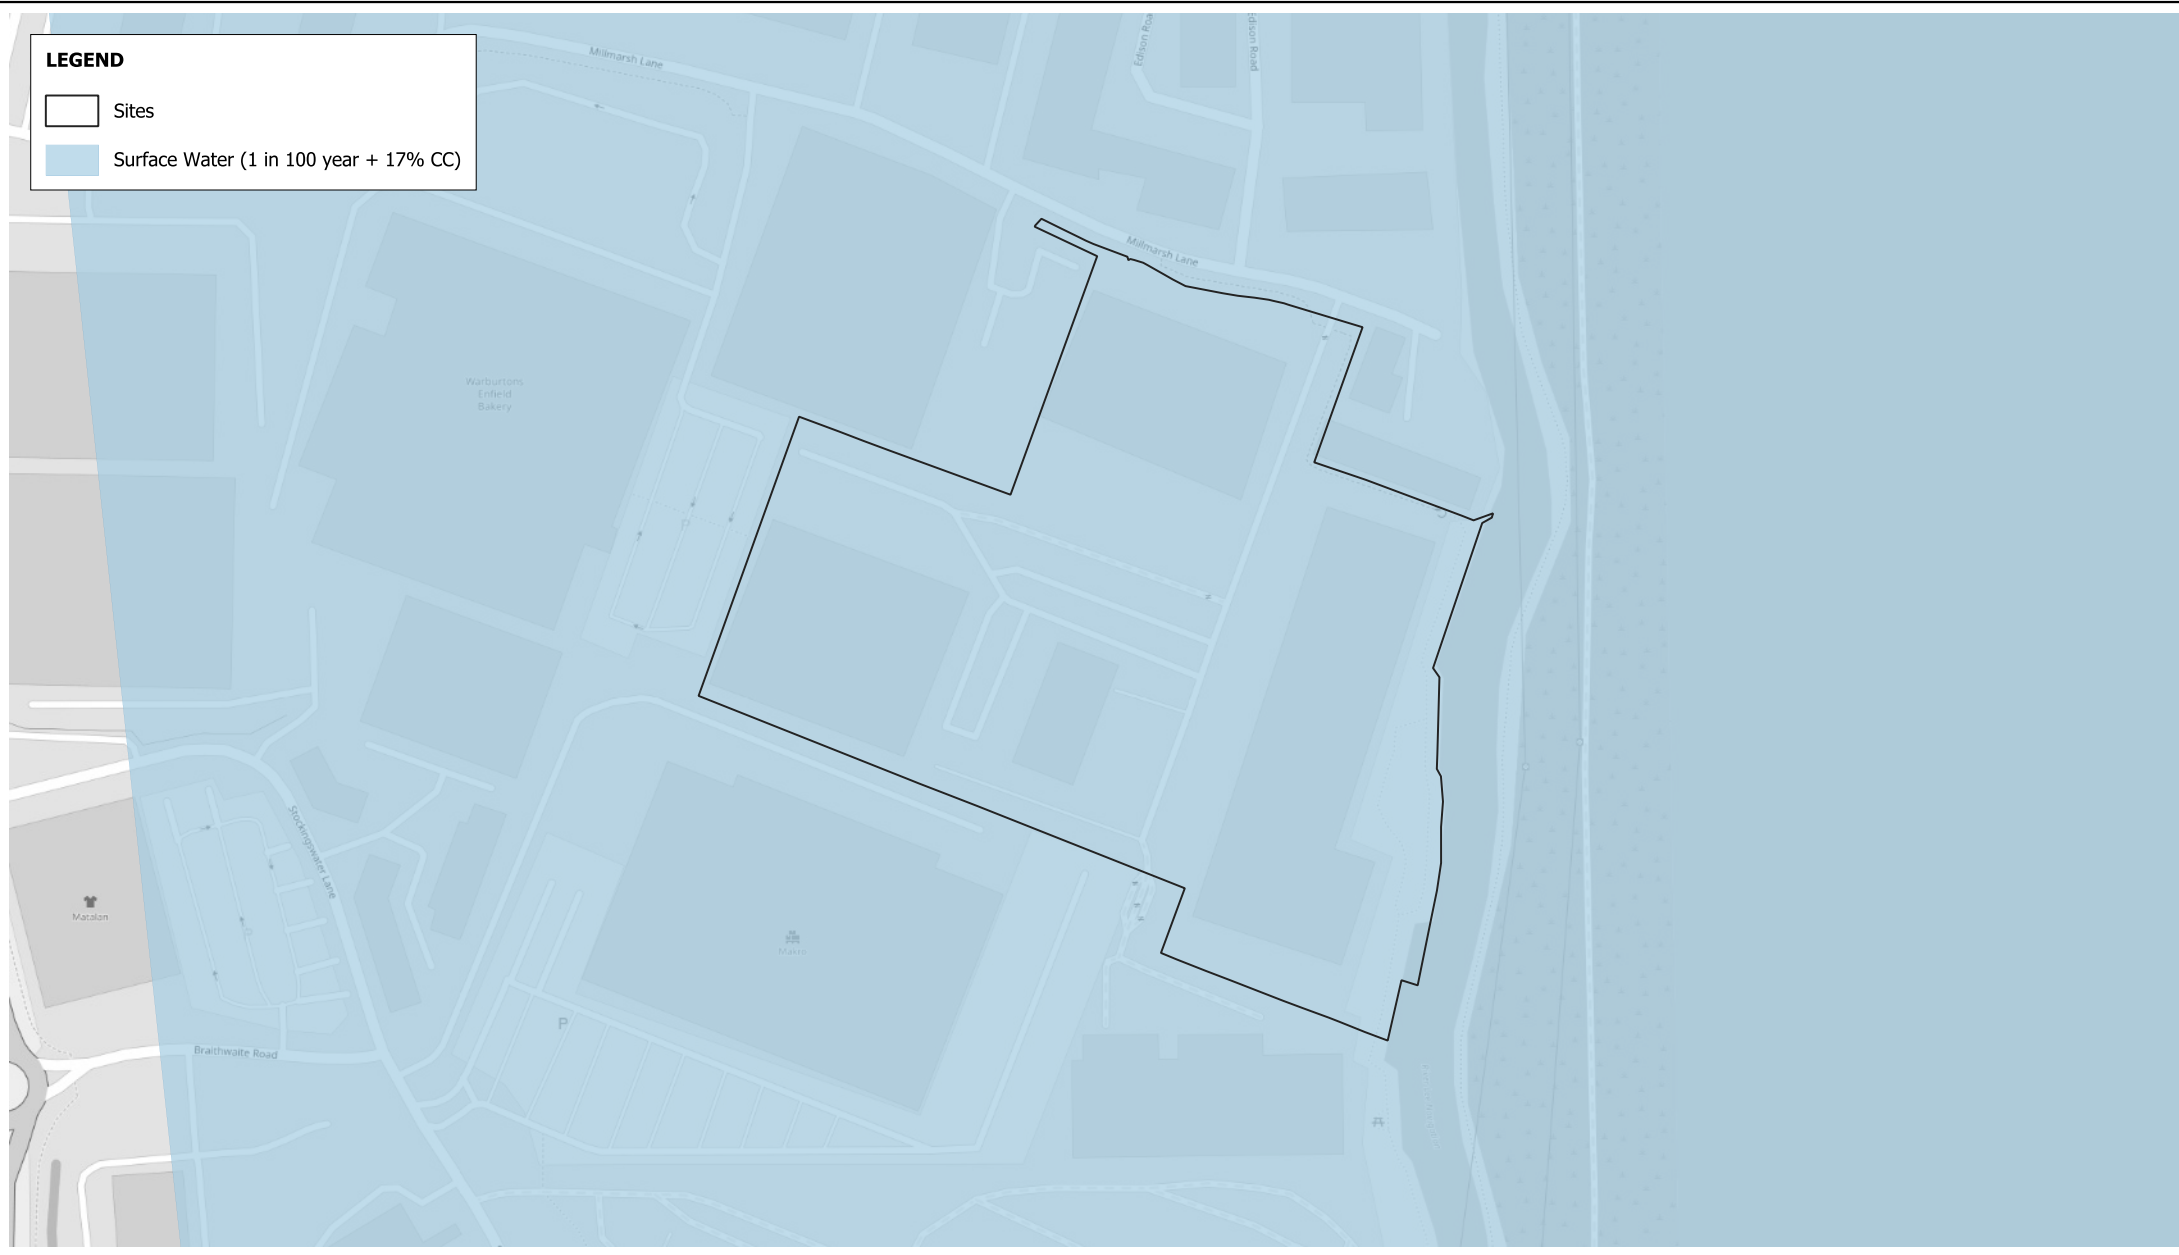 LEGEND
Sites
Surface Water (1 in 100 year + 17% CC)
Millmarsh Lane
Edison Road
Edison Road
Millmarsh Lane
Warburtons
Enfield
Bakery
P
Stockingswater Lane
Matalan
Makro
P
Braithwaite Road
7